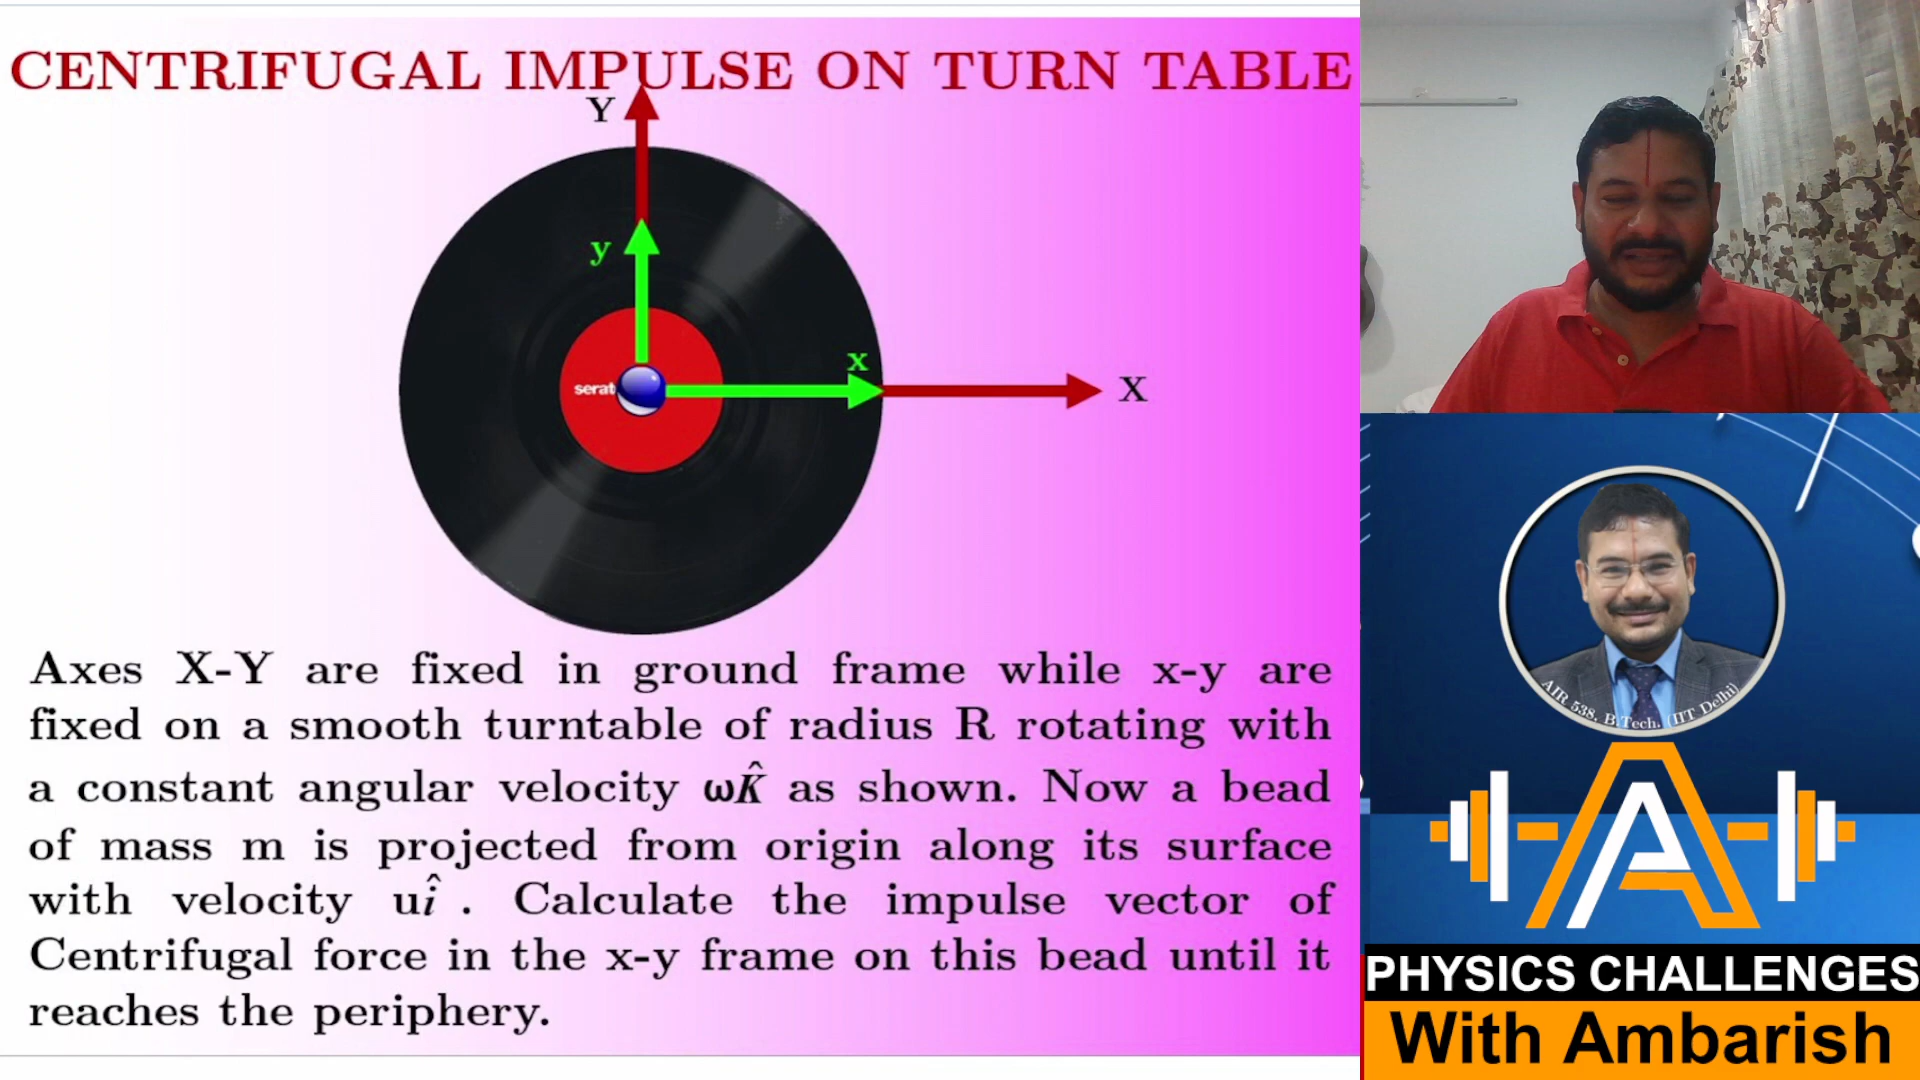 CENTRIFUGAL IMPULSE ON TURN TABLE
Y
y
x
X
serat
Axes X-Y are fixed in ground frame while x-y are
fixed on a smooth turntable of radius R rotating with
a constant angular velocity ωK̂ as shown. Now a bead
of mass m is projected from origin along its surface
with velocity uî . Calculate the impulse vector of
Centrifugal force in the x-y frame on this bead until it
reaches the periphery.
AIR 538, B.Tech. (IIT Delhi)
A
PHYSICS CHALLENGES
With Ambarish